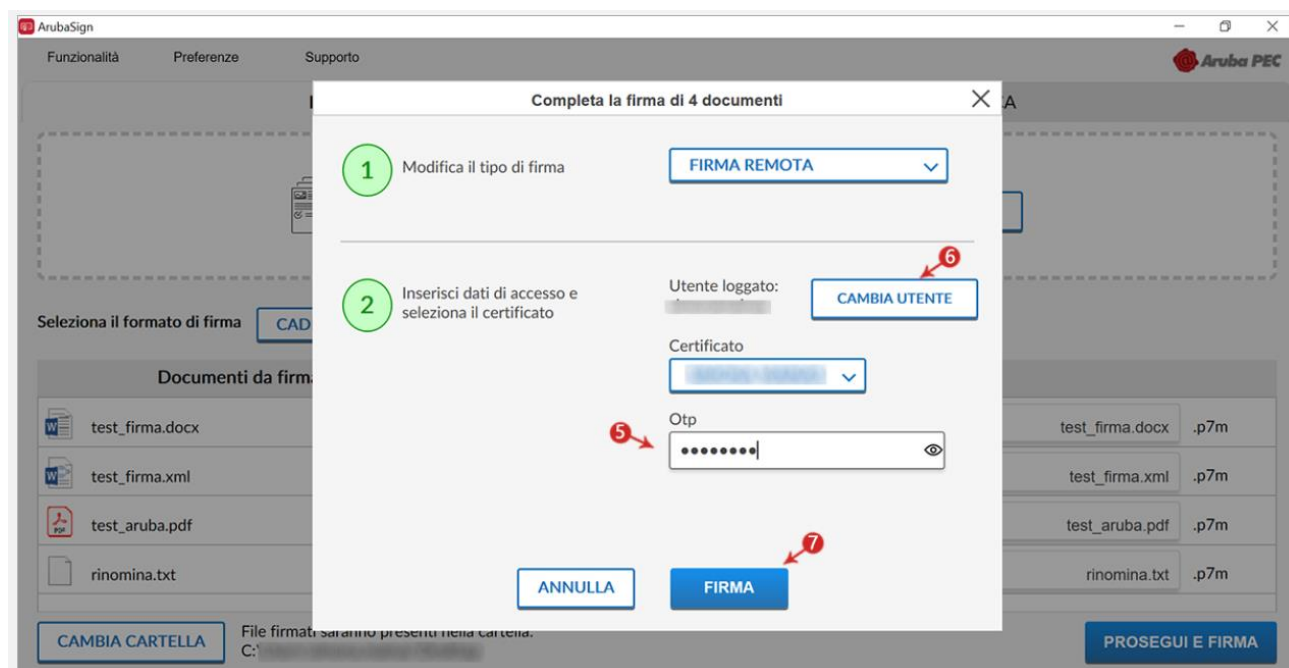 ArubaSign
Funzionalità Preferenze Supporto
Aruba PEC
Completa la firma di 4 documenti
1 Modifica il tipo di firma FIRMA REMOTA
6
2 Inserisci dati di accesso e
seleziona il certificato
Utente loggato:
CAMBIA UTENTE
Certificato
Otp
5
7
ANNULLA FIRMA
Seleziona il formato di firma CAD
Documenti da firma
test_firma.docx test_firma.docx .p7m
test_firma.xml test_firma.xml .p7m
test_aruba.pdf test_aruba.pdf .p7m
rinomina.txt rinomina.txt .p7m
CAMBIA CARTELLA
File firmati saranno presenti nella cartella:
C:\
PROSEGUI E FIRMA